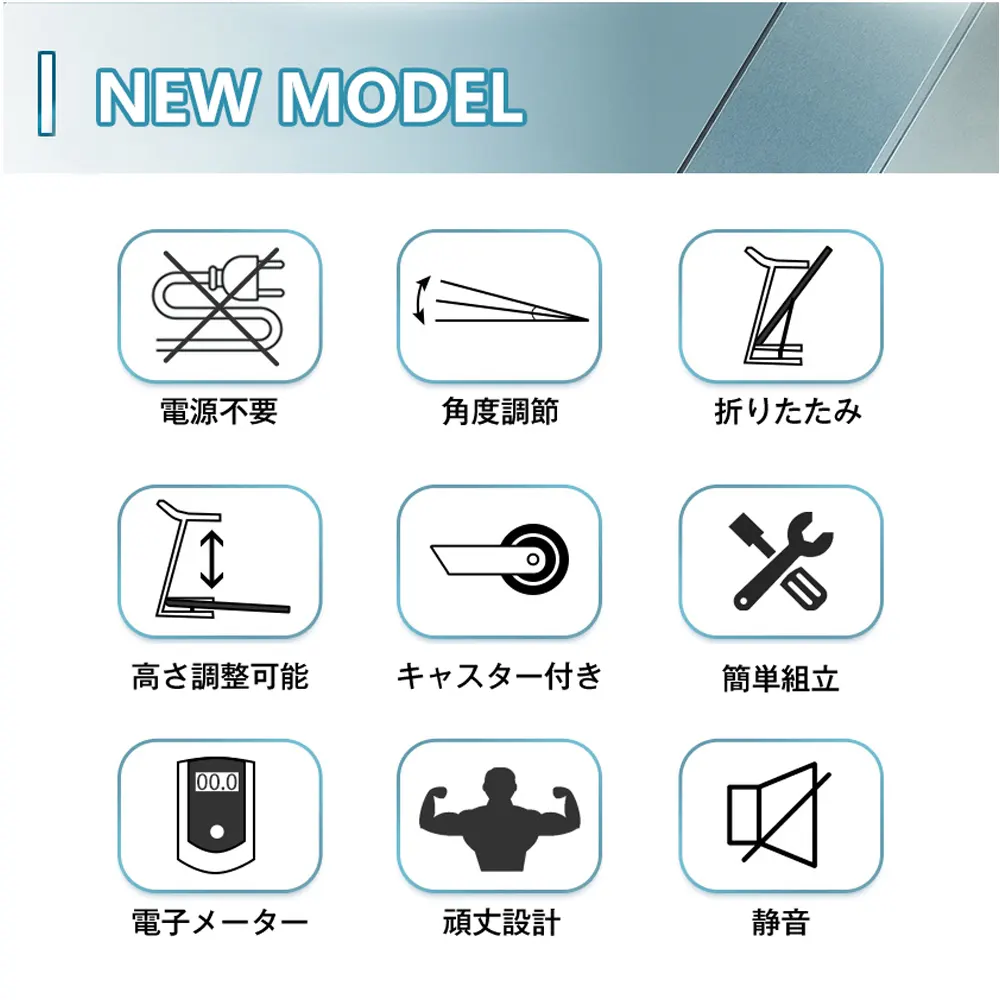 NEW MODEL
電源不要
角度調節
折りたたみ
高さ調整可能
キャスター付き
簡単組立
00.0
電子メーター
頑丈設計
静音